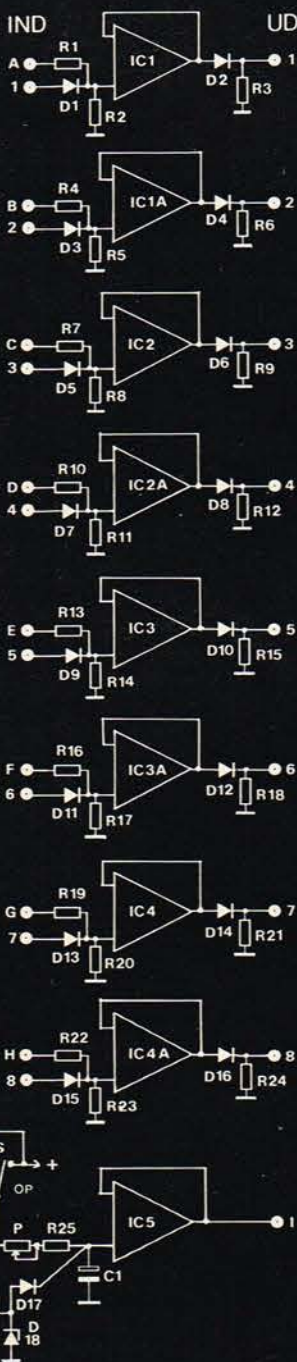 IND UD
R1
A IC1 1
1 D2
D1 R3
R2
R4
B IC1A 2
2 D4
D3 R6
R5
R7
C IC2 3
3 D6
D5 R9
R8
R10
D IC2A 4
4 D8
D7 R12
R11
R13
E IC3 5
5 D10
D9 R15
R14
R16
F IC3A 6
6 D12
D11 R18
R17
R19
G IC4 7
7 D14
D13 R21
R20
R22
H IC4A 8
8 D16
D15 R24
R23
S +
OP
P R25 IC5 I
C1
D17
D
18